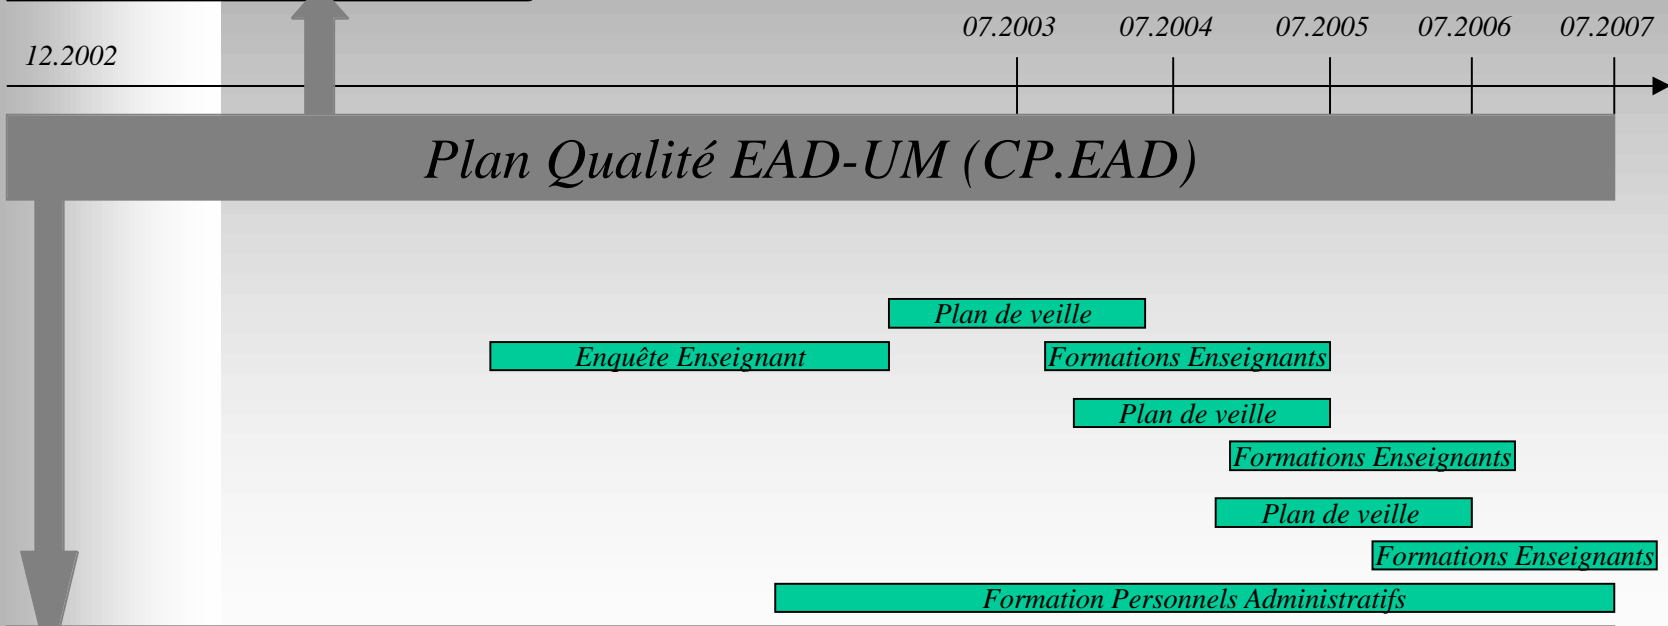 12.2002
07.2003 07.2004 07.2005 07.2006 07.2007
Plan Qualité EAD-UM (CP.EAD)
Plan de veille
Enquête Enseignant
Formations Enseignants
Plan de veille
Formations Enseignants
Plan de veille
Formations Enseignants
Formation Personnels Administratifs